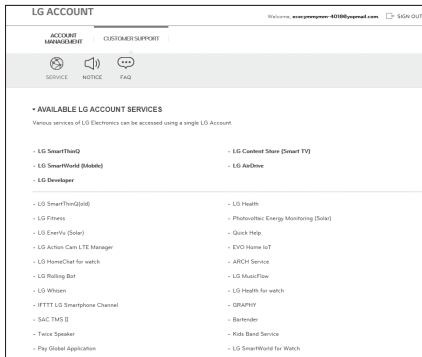 LG ACCOUNT
Welcome, esocymmymm-4018@yopmail.com SIGN OUT
ACCOUNT MANAGEMENT
CUSTOMER SUPPORT
SERVICE NOTICE FAQ
• AVAILABLE LG ACCOUNT SERVICES
Various services of LG Electronics can be accessed using a single LG Account.
- LG SmartThinQ - LG Content Store (Smart TV)
- LG SmartWorld (Mobile) - LG AirDrive
- LG Developer
- LG SmartThinQ(old) - LG Health
- LG Fitness - Photovoltaic Energy Monitoring (Solar)
- LG EnerVu (Solar) - Quick Help
- LG Action Cam LTE Manager - EVO Home IoT
- LG HomeChat for watch - ARCH Service
- LG Rolling Bot - LG MusicFlow
- LG Whisen - LG Health for watch
- IFTTT LG Smartphone Channel - GRAPHY
- SAC TMS II - Bartender
- Twice Speaker - Kids Band Service
- Pay Global Application - LG SmartWorld for Watch